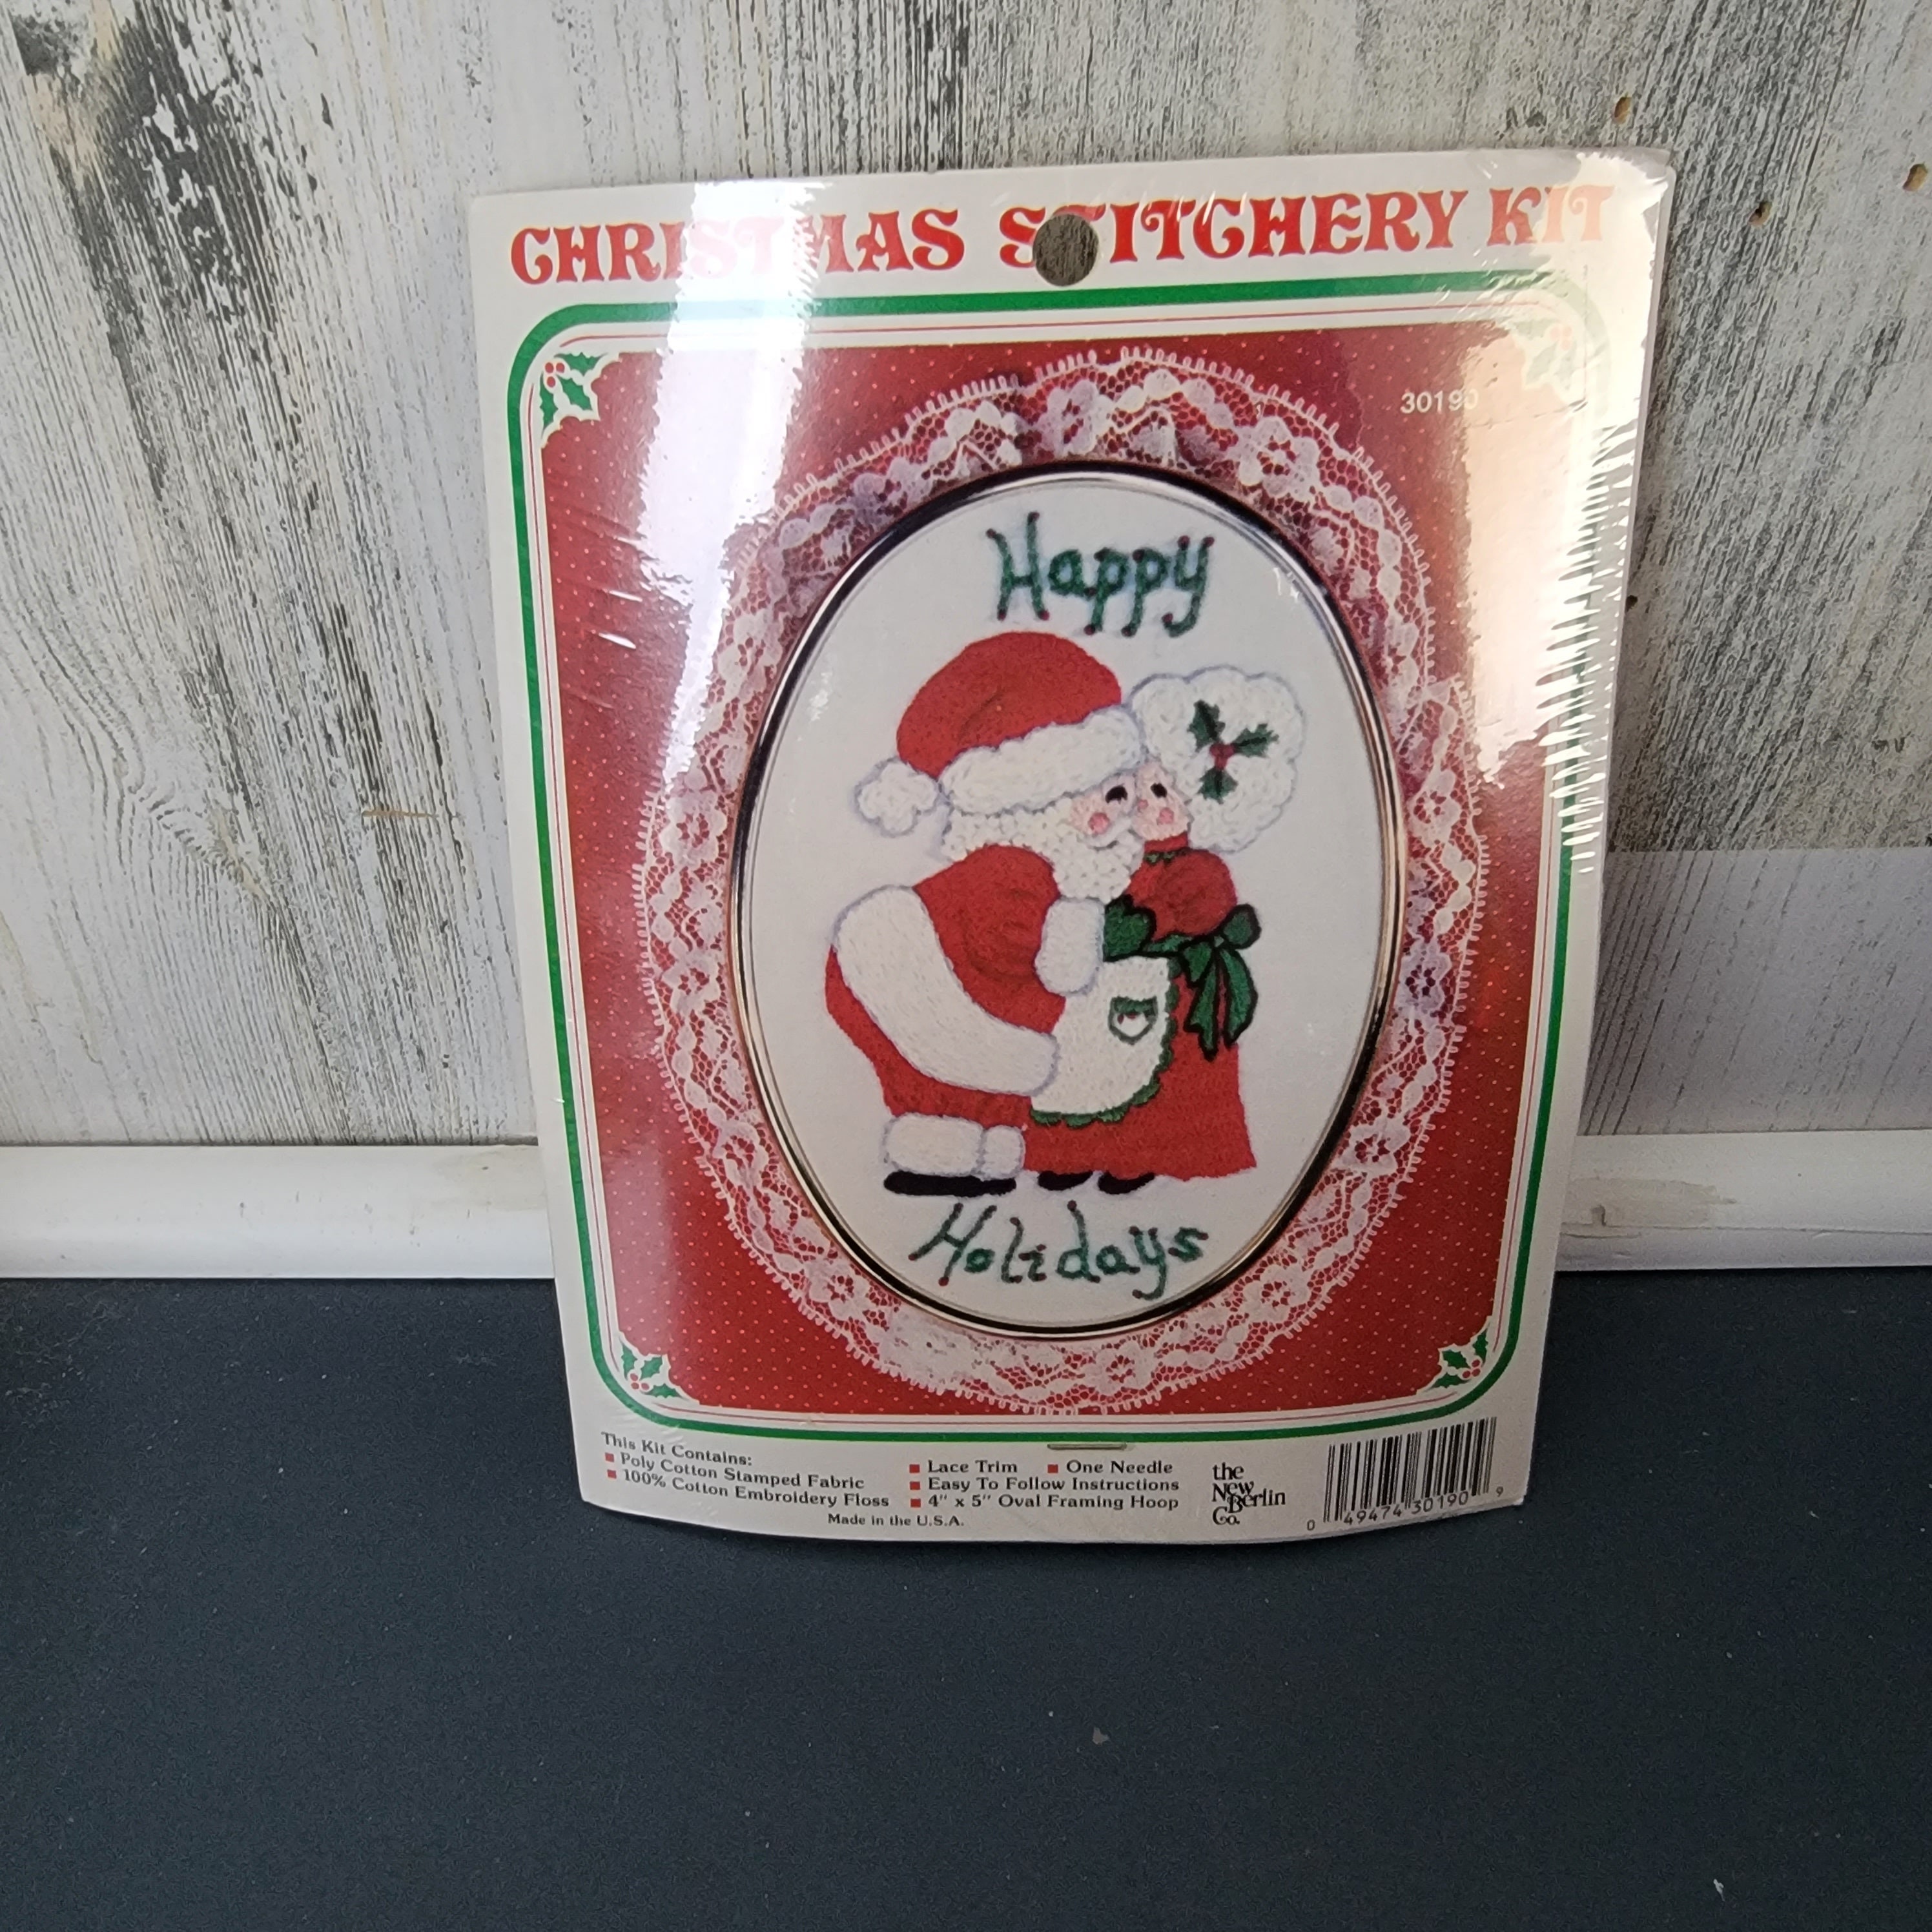 CHRISTMAS STITCHERY KIT
30190
Happy
Holidays
This Kit Contains:
Poly Cotton Stamped Fabric
100% Cotton Embroidery Floss
Lace Trim
One Needle
Easy To Follow Instructions
4" x 5" Oval Framing Hoop
Made in the U.S.A.
the
New
Berlin
Co.
0 49474 30190 9